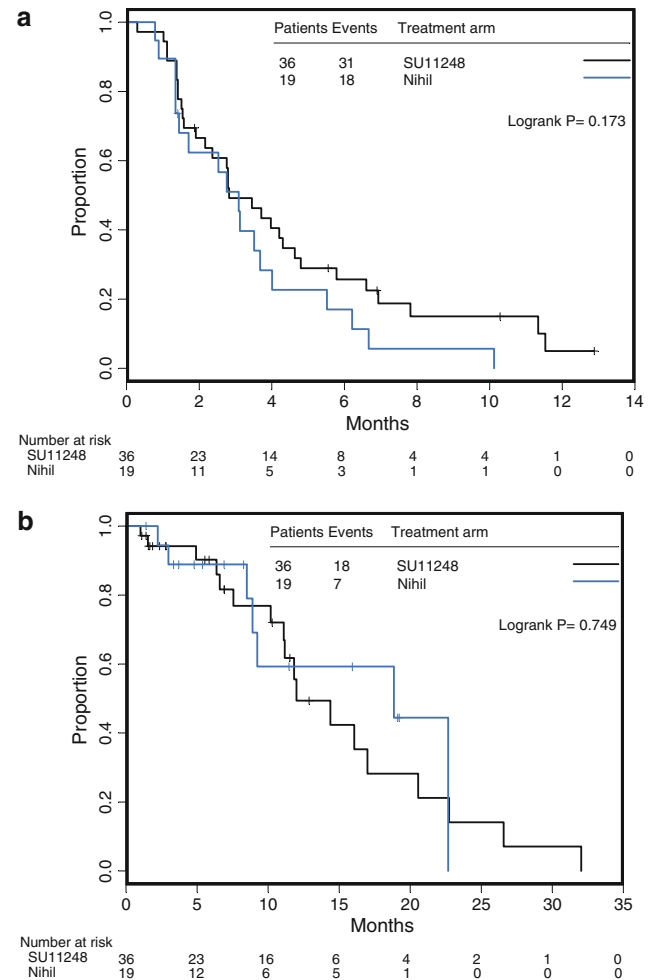 a
Patients Events Treatment arm
36 31 SU11248
19 18 Nihil
Logrank P= 0.173
Proportion
1.0
0.8
0.6
0.4
0.2
0.0
0 2 4 6 8 10 12 14
Months
Number at risk
SU11248 36 23 14 8 4 4 1 0
Nihil 19 11 5 3 1 1 0 0
b
Patients Events Treatment arm
36 18 SU11248
19 7 Nihil
Logrank P= 0.749
Proportion
1.0
0.8
0.6
0.4
0.2
0.0
0 5 10 15 20 25 30 35
Months
Number at risk
SU11248 36 23 16 6 4 2 1 0
Nihil 19 12 6 5 1 0 0 0